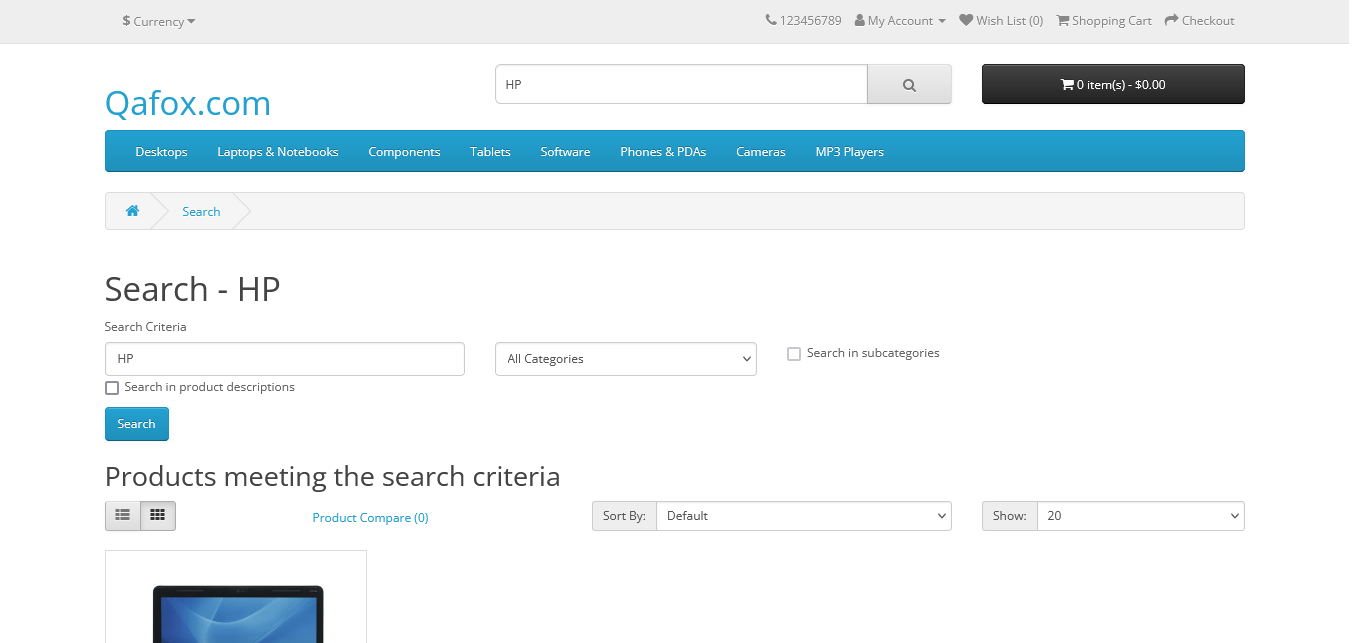 $ Currency
123456789 My Account Wish List (0) Shopping Cart Checkout
Qafox.com
HP
0 item(s) - $0.00
Desktops Laptops & Notebooks Components Tablets Software Phones & PDAs Cameras MP3 Players
Search
Search - HP
Search Criteria
HP All Categories Search in subcategories
Search in product descriptions
Search
Products meeting the search criteria
Product Compare (0) Sort By: Default Show: 20